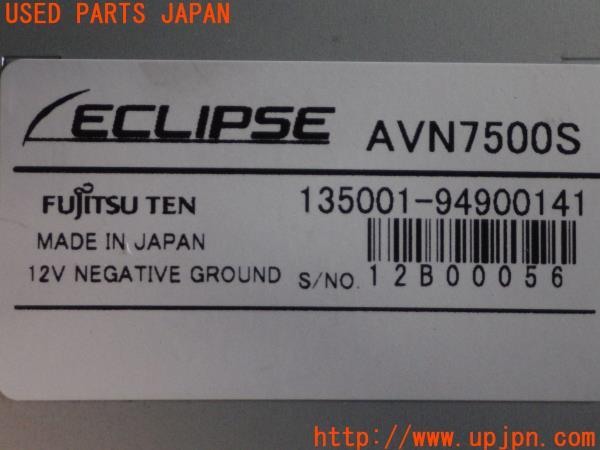 USED PARTS JAPAN
ECLIPSE AVN7500S
FUJITSU TEN 135001-94900141
MADE IN JAPAN
12V NEGATIVE GROUND S/NO. 12B00056
http://www.upjpn.com